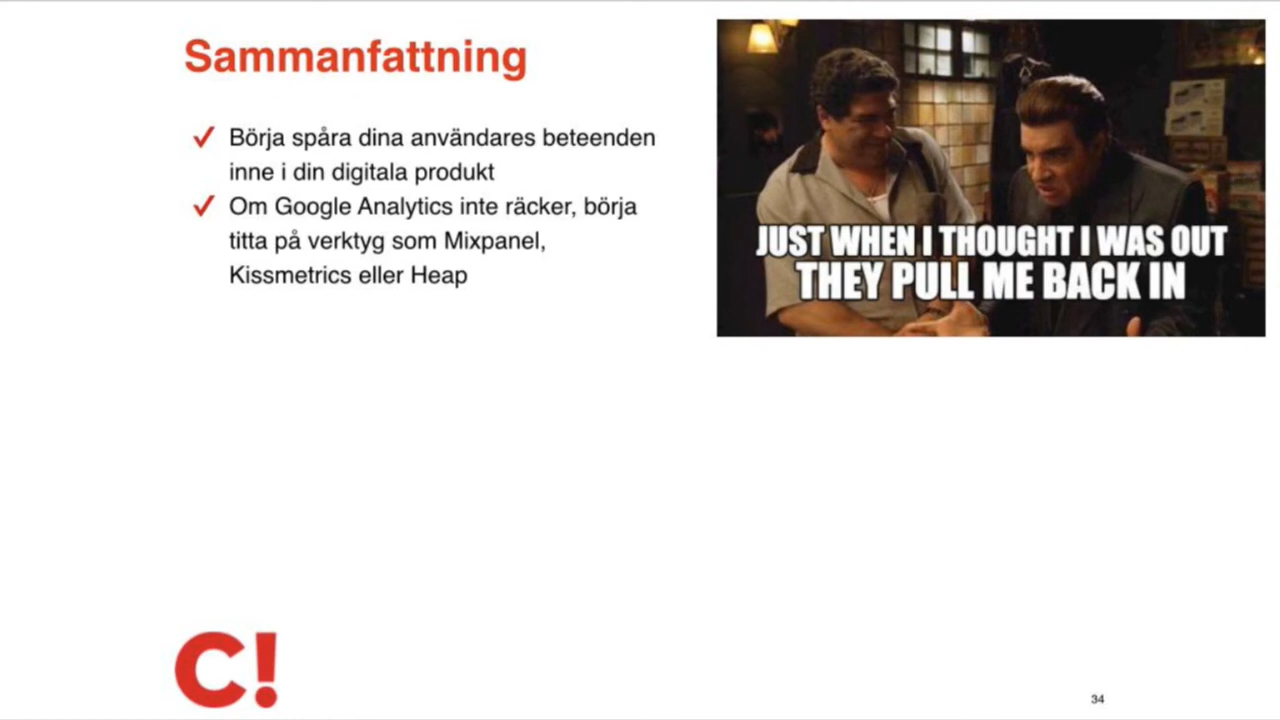 Sammanfattning
✓ Börja spåra dina användares beteenden
inne i din digitala produkt
✓ Om Google Analytics inte räcker, börja
titta på verktyg som Mixpanel,
Kissmetrics eller Heap
JUST WHEN I THOUGHT I WAS OUT
THEY PULL ME BACK IN
C!
34